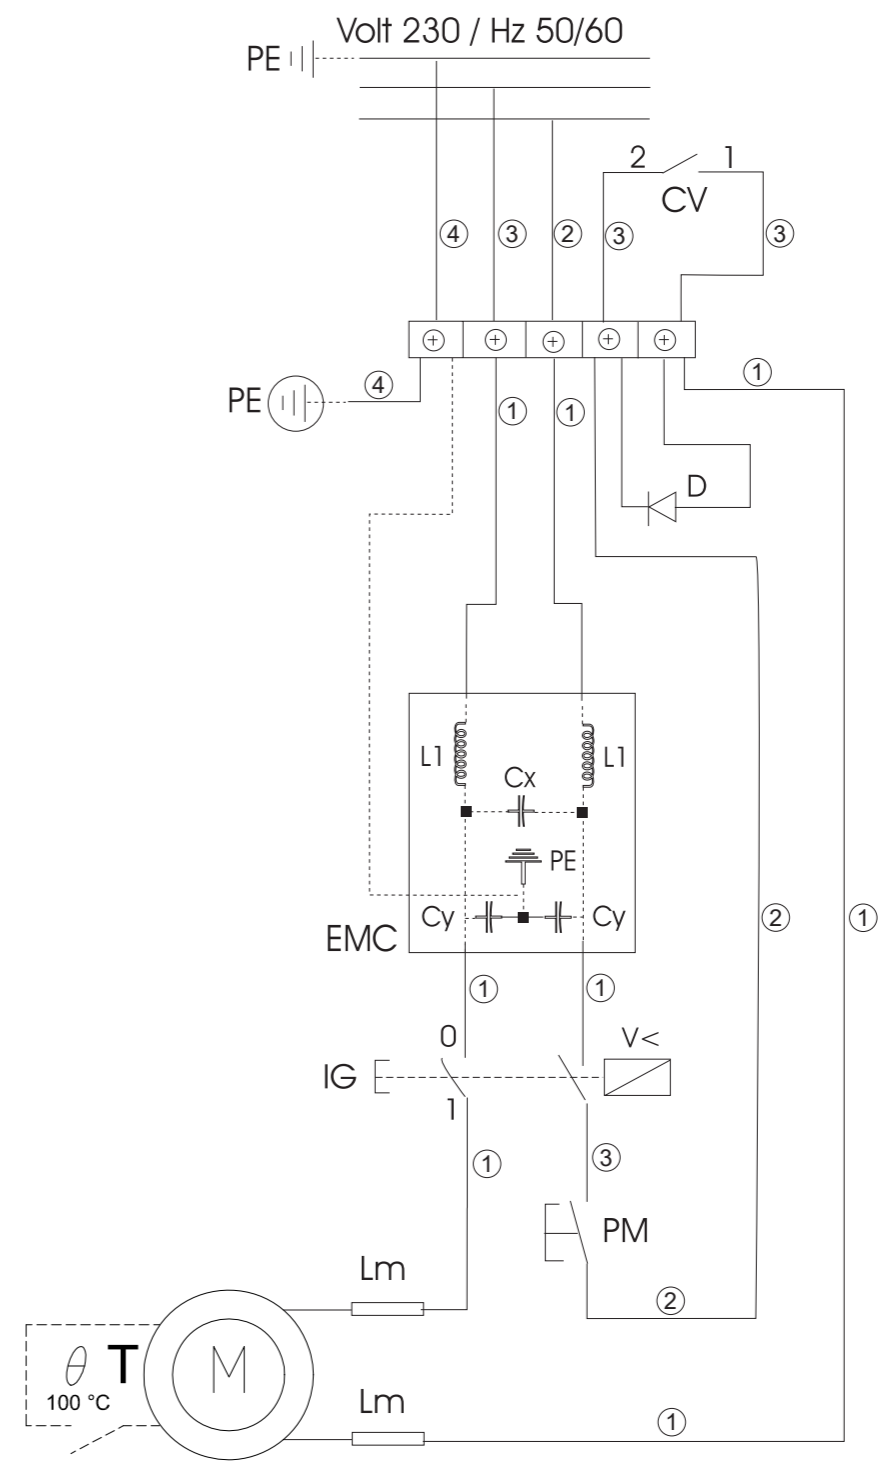 Volt 230 / Hz 50/60
PE
2 1
CV
4 3 2 3 3
+ + + + +
1
PE 4
1 1
D
L1 L1
Cx
PE
Cy Cy
2 1
EMC
1 1
0 V<
IG
1
1 3
PM
Lm
2
θ T M
100 °C
Lm
1